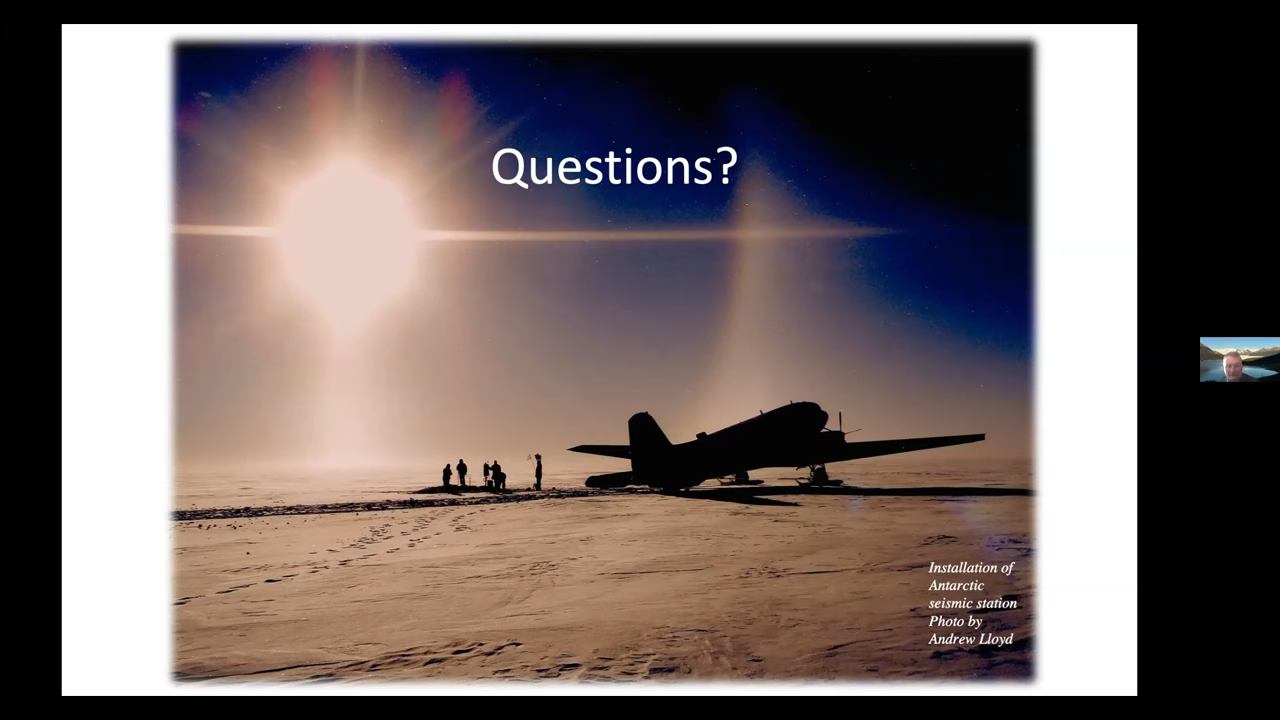 Questions?
Installation of
Antarctic
seismic station
Photo by
Andrew Lloyd